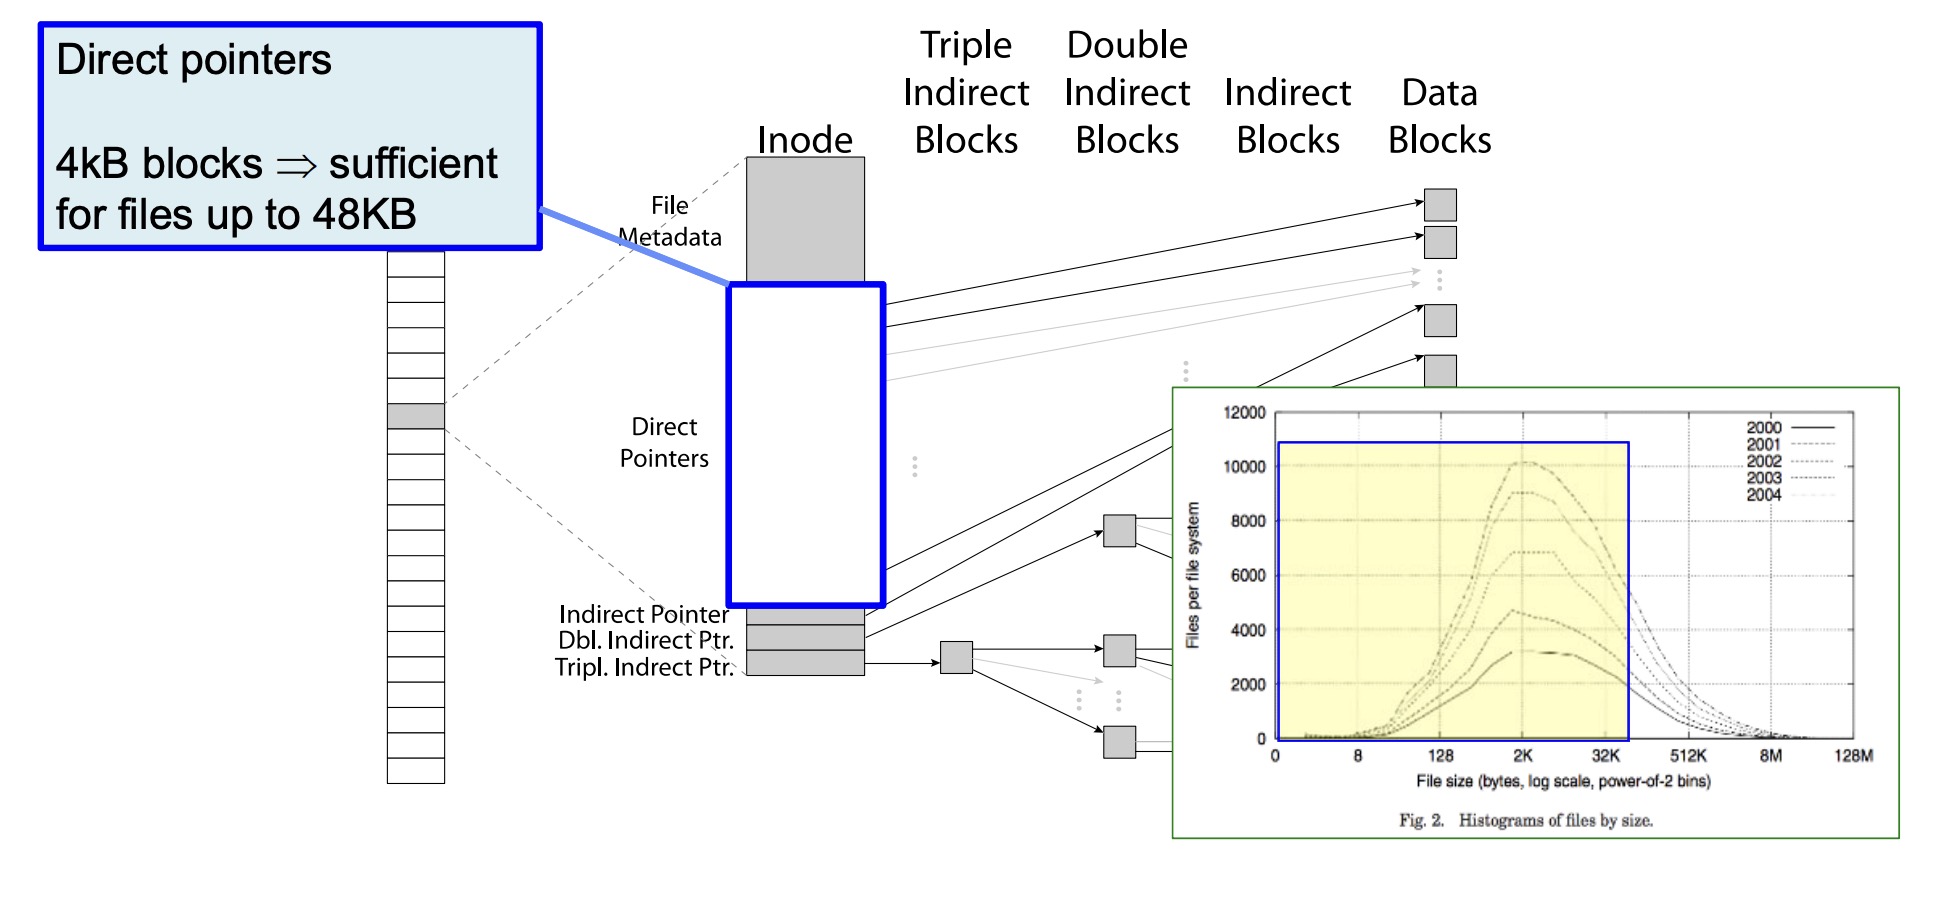 Direct pointers
4kB blocks ⇒ sufficient
for files up to 48KB
Triple
Indirect
Blocks
Double
Indirect
Blocks
Indirect
Blocks
Data
Blocks
Inode
File
Metadata
Direct
Pointers
Indirect Pointer
Dbl. Indirect Ptr.
Tripl. Indirect Ptr.
12000
10000
8000
6000
4000
2000
0
Files per file system
2000
2001
2002
2003
2004
0 8 128 2K 32K 512K 8M 128M
File size (bytes, log scale, power-of-2 bins)
Fig. 2. Histograms of files by size.